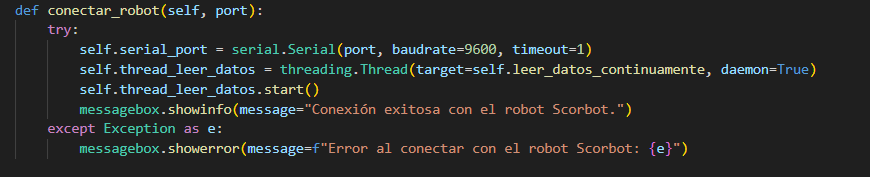 def conectar_robot(self, port):
    try:
        self.serial_port = serial.Serial(port, baudrate=9600, timeout=1)
        self.thread_leer_datos = threading.Thread(target=self.leer_datos_continuamente, daemon=True)
        self.thread_leer_datos.start()
        messagebox.showinfo(message="Conexión exitosa con el robot Scorbot.")
    except Exception as e:
        messagebox.showerror(message=f"Error al conectar con el robot Scorbot: {e}")